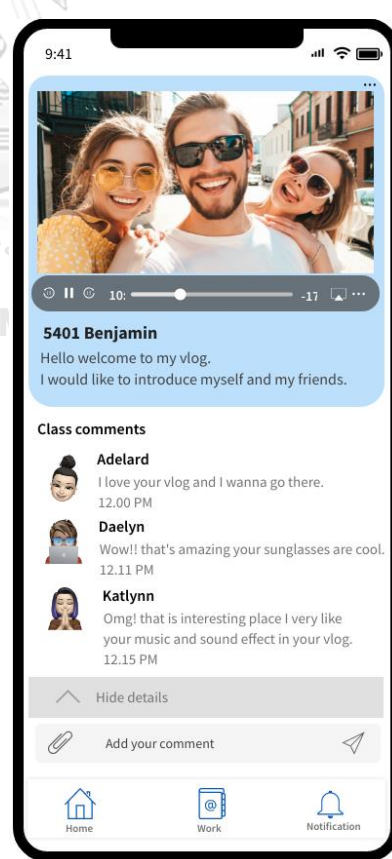 9:41
10:
-17
5401 Benjamin
Hello welcome to my vlog.
I would like to introduce myself and my friends.
Class comments
Adelard
I love your vlog and I wanna go there.
12.00 PM
Daelyn
Wow!! that's amazing your sunglasses are cool.
12.11 PM
Katlynn
Omg! that is interesting place I very like
your music and sound effect in your vlog.
12.15 PM
Hide details
Add your comment
@
Home
Work
Notification